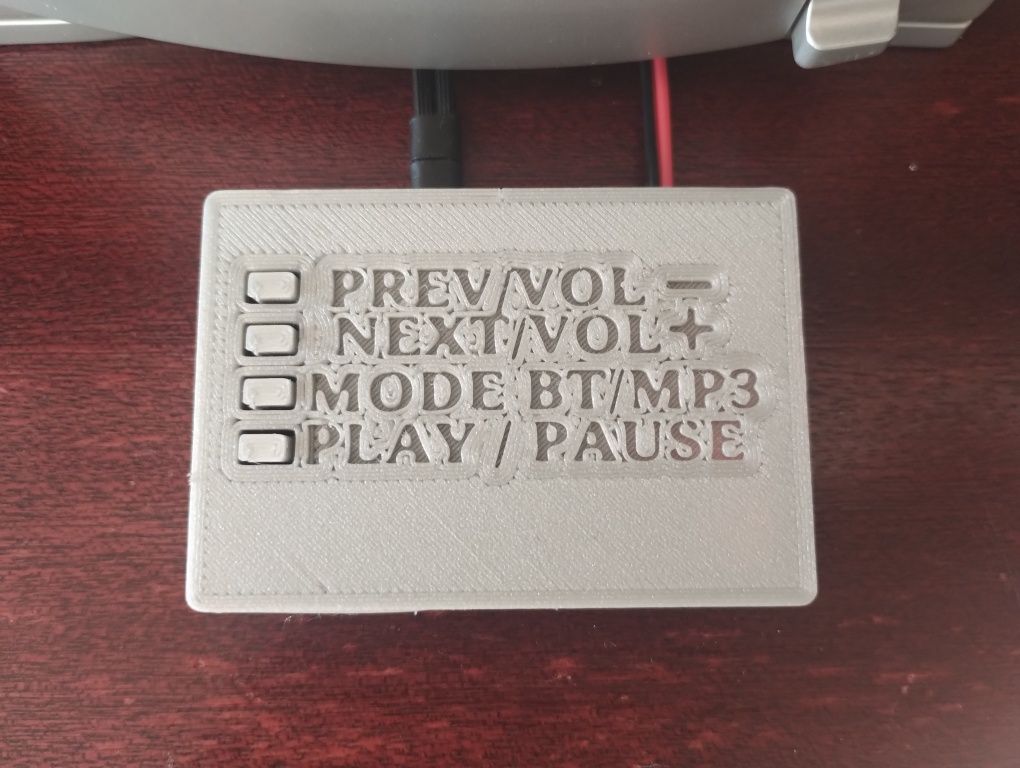 PREV/VOL -
NEXT/VOL +
MODE BT/MP3
PLAY / PAUSE